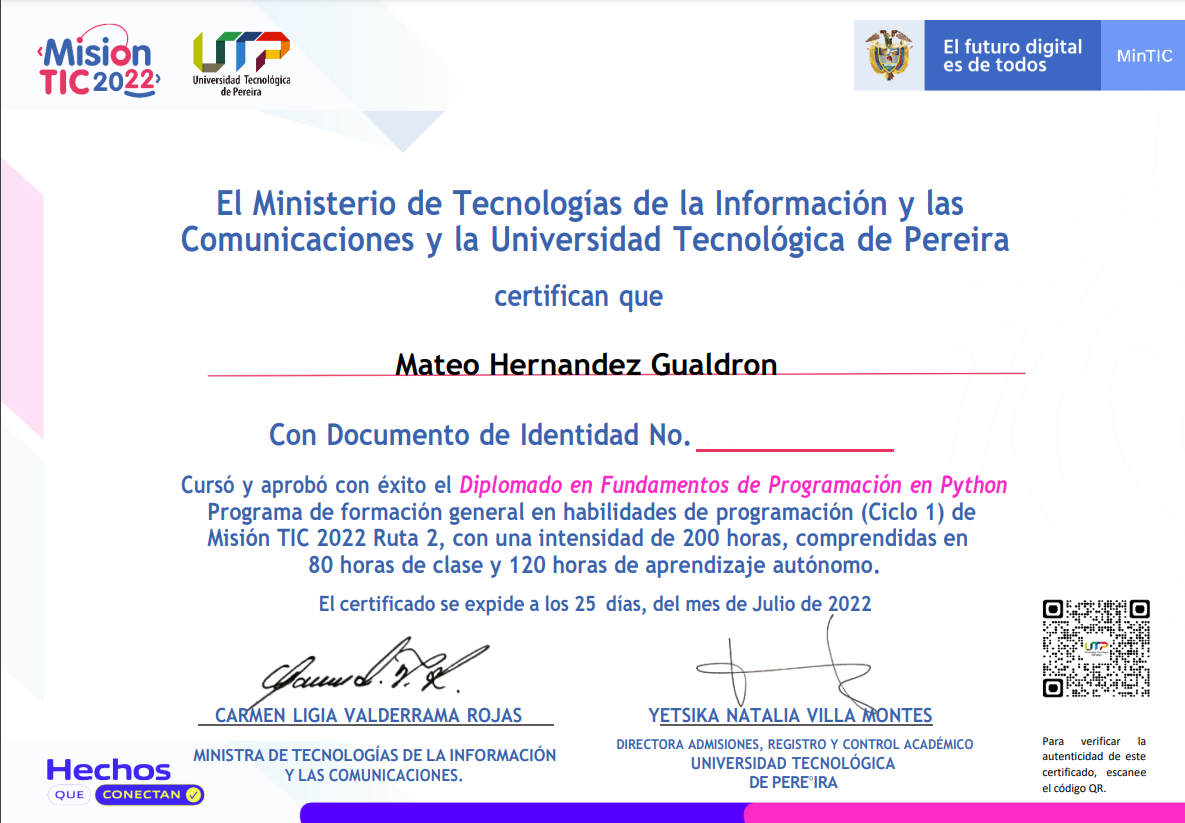 Misión
TIC 2022
UTP
Universidad Tecnológica
de Pereira
El futuro digital
es de todos
MinTIC
El Ministerio de Tecnologías de la Información y las
Comunicaciones y la Universidad Tecnológica de Pereira
certifican que
Mateo Hernandez Gualdron
Con Documento de Identidad No.
Cursó y aprobó con éxito el Diplomado en Fundamentos de Programación en Python
Programa de formación general en habilidades de programación (Ciclo 1) de
Misión TIC 2022 Ruta 2, con una intensidad de 200 horas, comprendidas en
80 horas de clase y 120 horas de aprendizaje autónomo.
El certificado se expide a los 25 días, del mes de Julio de 2022
CARMEN LIGIA VALDERRAMA ROJAS
MINISTRA DE TECNOLOGÍAS DE LA INFORMACIÓN
Y LAS COMUNICACIONES.
YETSIKA NATALIA VILLA MONTES
DIRECTORA ADMISIONES, REGISTRO Y CONTROL ACADÉMICO
UNIVERSIDAD TECNOLÓGICA
DE PERE°IRA
Para verificar la
autenticidad de este
certificado, escanee
el código QR.
Hechos
QUE CONECTAN